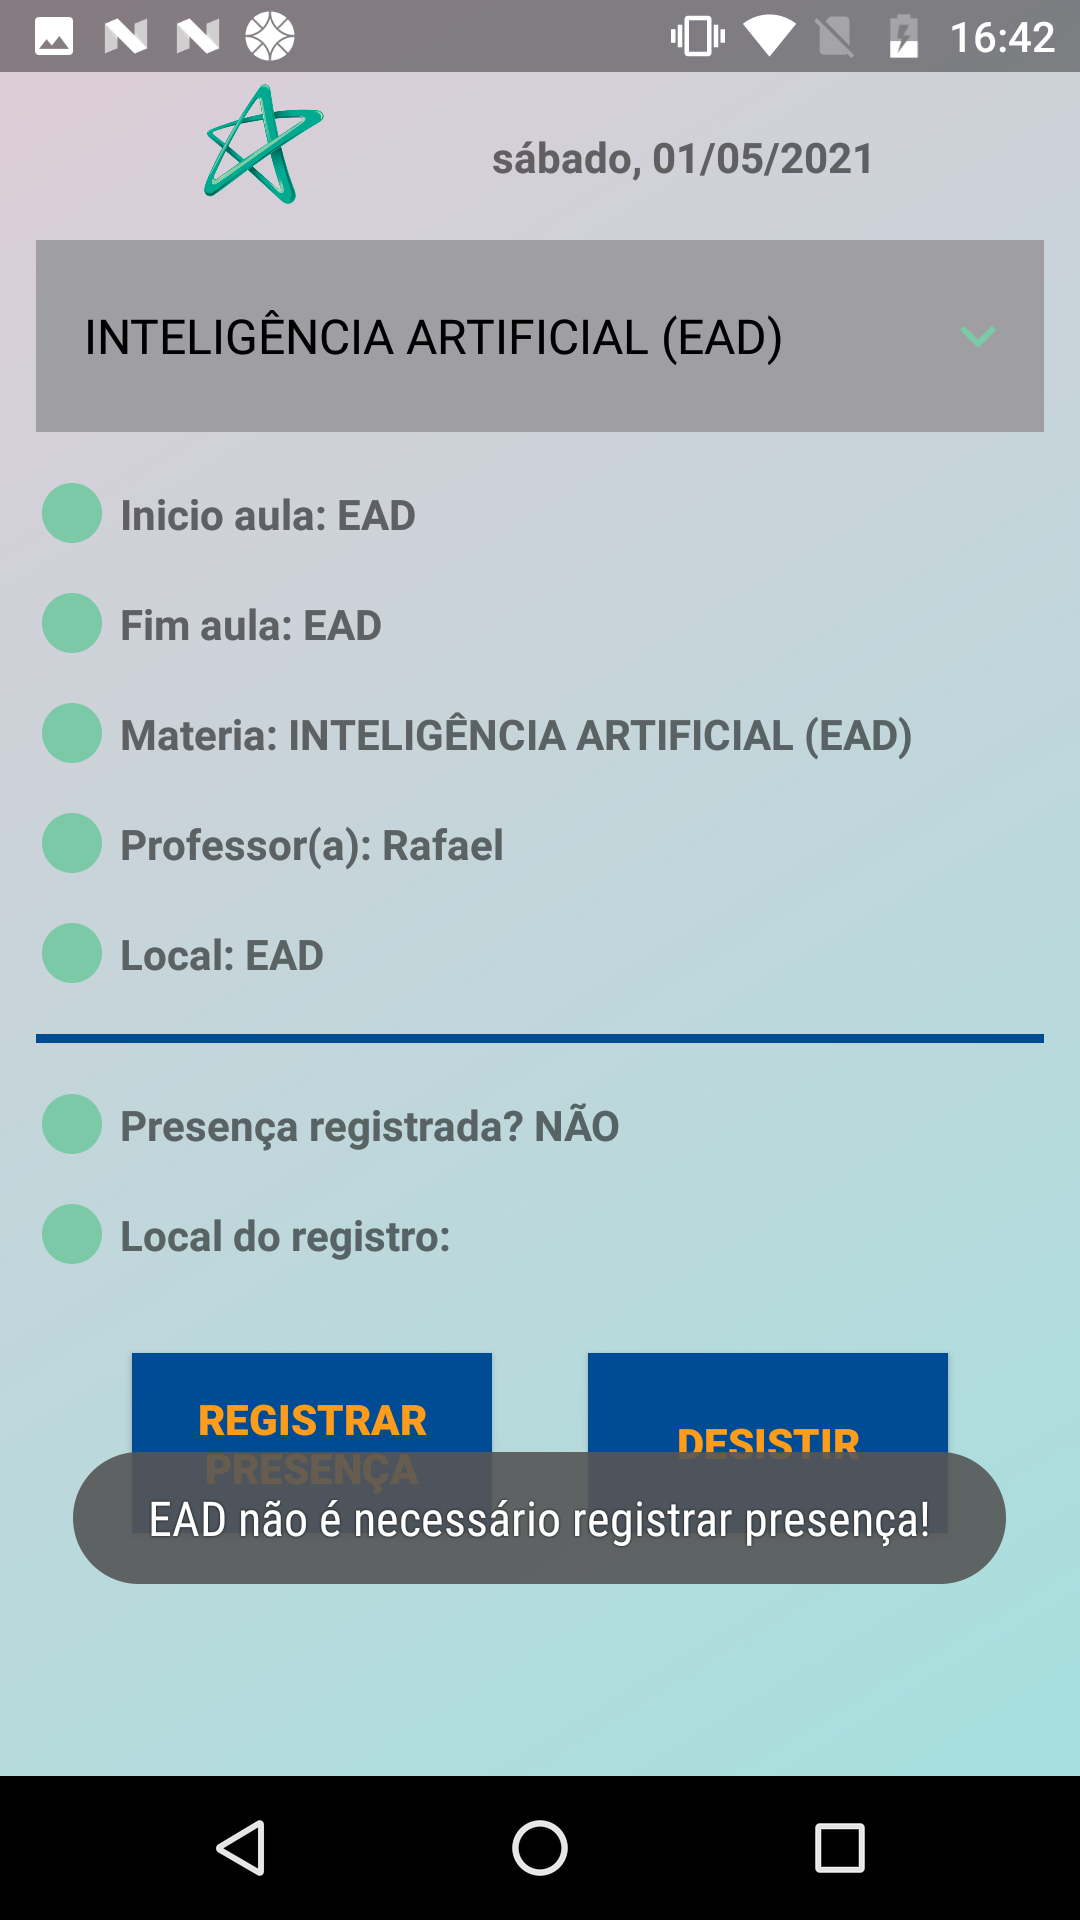 16:42
sábado, 01/05/2021
INTELIGÊNCIA ARTIFICIAL (EAD)
Inicio aula: EAD
Fim aula: EAD
Materia: INTELIGÊNCIA ARTIFICIAL (EAD)
Professor(a): Rafael
Local: EAD
Presença registrada? NÃO
Local do registro:
REGISTRAR
PRESENÇA
DESISTIR
EAD não é necessário registrar presença!